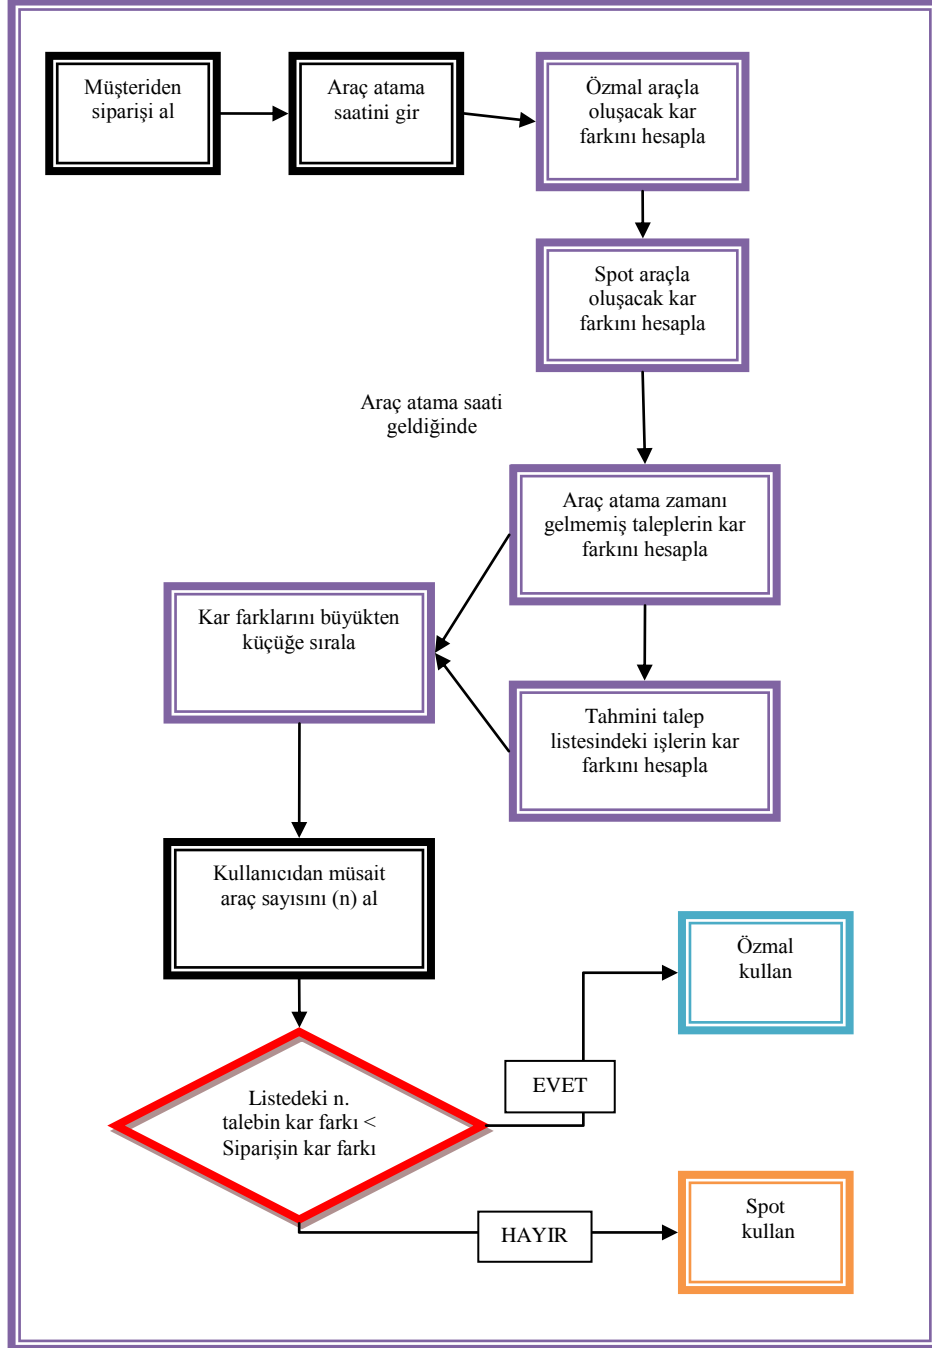 Müşteriden
siparişi al
Araç atama
saatini gir
Özmal araçla
oluşacak kar
farkını hesapla
Spot araçla
oluşacak kar
farkını hesapla
Araç atama saati
geldiğinde
Araç atama zamanı
gelmemiş taleplerin kar
farkını hesapla
Kar farklarını büyükten
küçüğe sırala
Tahmini talep
listesindeki işlerin kar
farkını hesapla
Kullanıcıdan müsait
araç sayısını (n) al
Özmal
kullan
EVET
Listedeki n.
talebin kar farkı <
Siparişin kar farkı
Spot
kullan
HAYIR